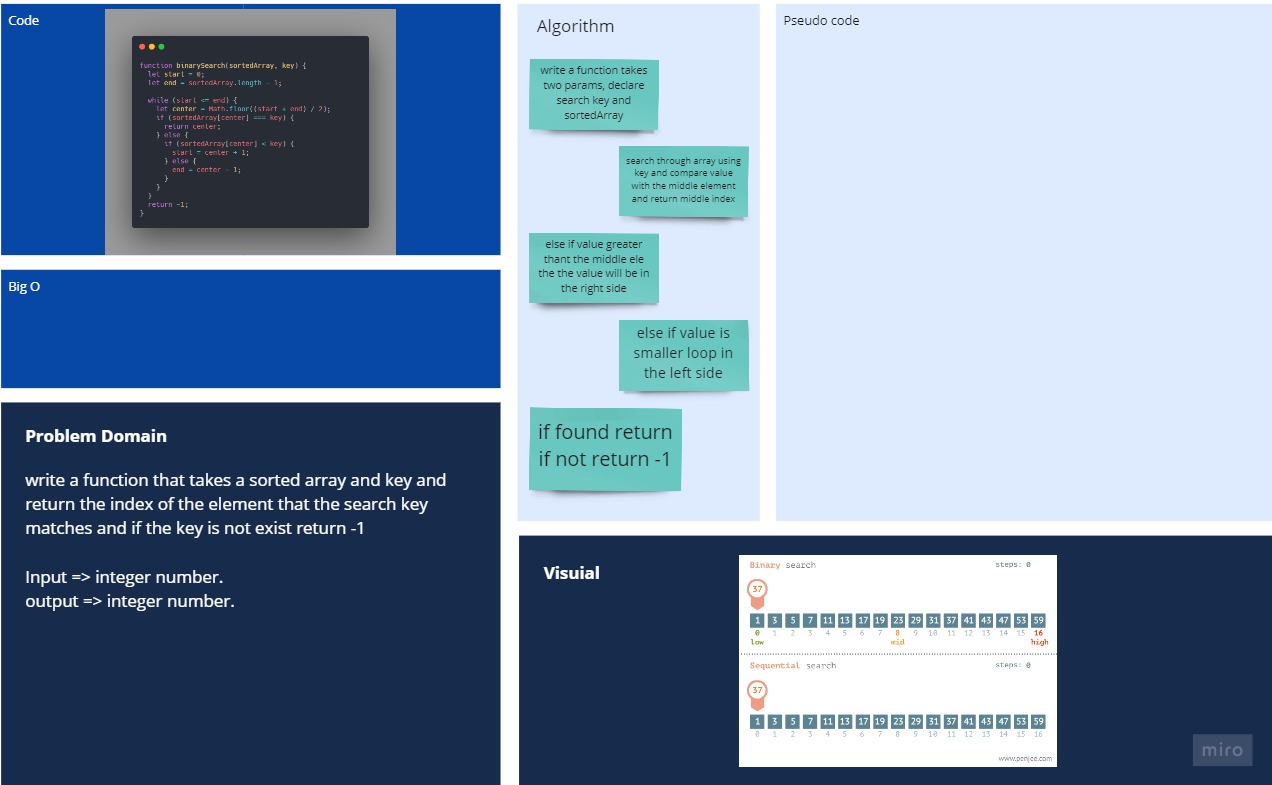 Code
function binarySearch(sortedArray, key) {
let start = 0;
let end = sortedArray.length - 1;
while (start <= end) {
let center = Math.floor((start + end) / 2);
if (sortedArray[center] === key) {
return center;
} else {
if (sortedArray[center] < key) {
start = center + 1;
} else {
end = center - 1;
}
}
}
return -1;
}
Big O
Problem Domain
write a function that takes a sorted array and key and
return the index of the element that the search key
matches and if the key is not exist return -1
Input => integer number.
output => integer number.
Algorithm
write a function takes
two params, declare
search key and
sortedArray
search through array using
key and compare value
with the middle element
and return middle index
else if value greater
thant the middle ele
the the value will be in
the right side
else if value is
smaller loop in
the left side
if found return
if not return -1
Pseudo code
Visuial
Binary search steps: 0
37
1 3 5 7 11 13 17 19 23 29 31 37 41 43 47 53 59
0 1 2 3 4 5 6 7 8 9 10 11 12 13 14 15 16
low mid high
Sequential search steps: 0
37
1 3 5 7 11 13 17 19 23 29 31 37 41 43 47 53 59
0 1 2 3 4 5 6 7 8 9 10 11 12 13 14 15 16
www.penjee.com
miro